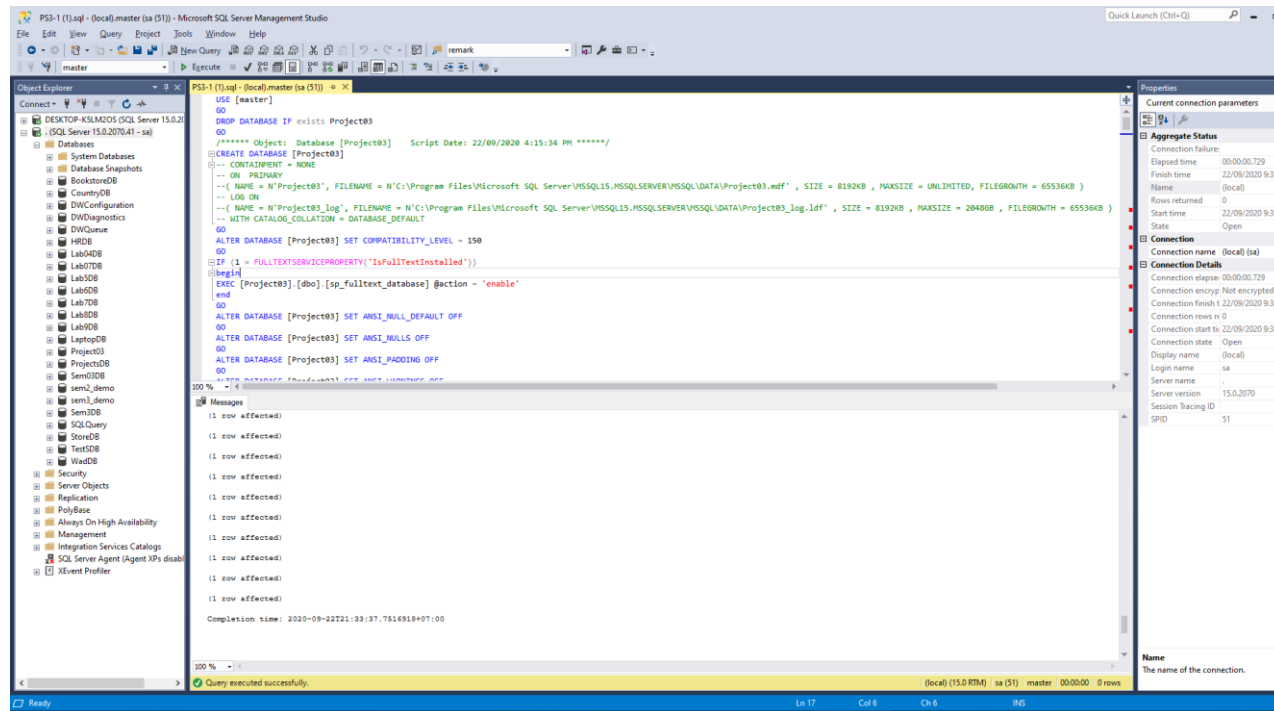 PS3-1 (1).sql - (local).master (sa (51)) - Microsoft SQL Server Management Studio
Quick Launch (Ctrl+Q)
File Edit View Query Project Tools Window Help
New Query
remark
master
Execute
Object Explorer
Connect
DESKTOP-K5LM2OS (SQL Server 15.0.20
. (SQL Server 15.0.2070.41 - sa)
Databases
System Databases
Database Snapshots
BookstoreDB
CountryDB
DWConfiguration
DWDiagnostics
DWQueue
HRDB
Lab04DB
Lab07DB
Lab5DB
Lab6DB
Lab7DB
Lab8DB
Lab9DB
LaptopDB
Project03
ProjectsDB
Sem03DB
sem2_demo
sem3_demo
Sem3DB
SQLQuery
StoreDB
TestSDB
WadDB
Security
Server Objects
Replication
PolyBase
Always On High Availability
Management
Integration Services Catalogs
SQL Server Agent (Agent XPs disabl
XEvent Profiler
PS3-1 (1).sql - (local).master (sa (51))
USE [master]
GO
DROP DATABASE IF exists Project03
GO
/****** Object: Database [Project03] Script Date: 22/09/2020 4:15:34 PM ******/
CREATE DATABASE [Project03]
-- CONTAINMENT = NONE
-- ON PRIMARY
--( NAME = N'Project03', FILENAME = N'C:\Program Files\Microsoft SQL Server\MSSQL15.MSSQLSERVER\MSSQL\DATA\Project03.mdf' , SIZE = 8192KB , MAXSIZE = UNLIMITED, FILEGROWTH = 65536KB )
-- LOG ON
--( NAME = N'Project03_log', FILENAME = N'C:\Program Files\Microsoft SQL Server\MSSQL15.MSSQLSERVER\MSSQL\DATA\Project03_log.ldf' , SIZE = 8192KB , MAXSIZE = 2048GB , FILEGROWTH = 65536KB )
-- WITH CATALOG_COLLATION = DATABASE_DEFAULT
GO
ALTER DATABASE [Project03] SET COMPATIBILITY_LEVEL = 150
GO
IF (1 = FULLTEXTSERVICEPROPERTY('IsFullTextInstalled'))
begin
EXEC [Project03].[dbo].[sp_fulltext_database] @action = 'enable'
end
GO
ALTER DATABASE [Project03] SET ANSI_NULL_DEFAULT OFF
GO
ALTER DATABASE [Project03] SET ANSI_NULLS OFF
GO
ALTER DATABASE [Project03] SET ANSI_PADDING OFF
GO
ALTER DATABASE [Project03] SET ANSI_WARNINGS OFF
100 %
Messages
(1 row affected)
(1 row affected)
(1 row affected)
(1 row affected)
(1 row affected)
(1 row affected)
(1 row affected)
(1 row affected)
(1 row affected)
(1 row affected)
Completion time: 2020-09-22T21:33:37.7516918+07:00
100 %
Query executed successfully.
(local) (15.0 RTM) sa (51) master 00:00:00 0 rows
Properties
Current connection parameters
Aggregate Status
Connection failure:
Elapsed time 00:00:00.729
Finish time 22/09/2020 9:3
Name (local)
Rows returned 0
Start time 22/09/2020 9:3
State Open
Connection
Connection name (local) (sa)
Connection Details
Connection elapse 00:00:00.729
Connection encryp Not encrypted
Connection finish t 22/09/2020 9:3
Connection rows r 0
Connection start ti 22/09/2020 9:3
Connection state Open
Display name (local)
Login name sa
Server name .
Server version 15.0.2070
Session Tracing ID
SPID 51
Name
The name of the connection.
Ready
Ln 17 Col 6 Ch 6 INS